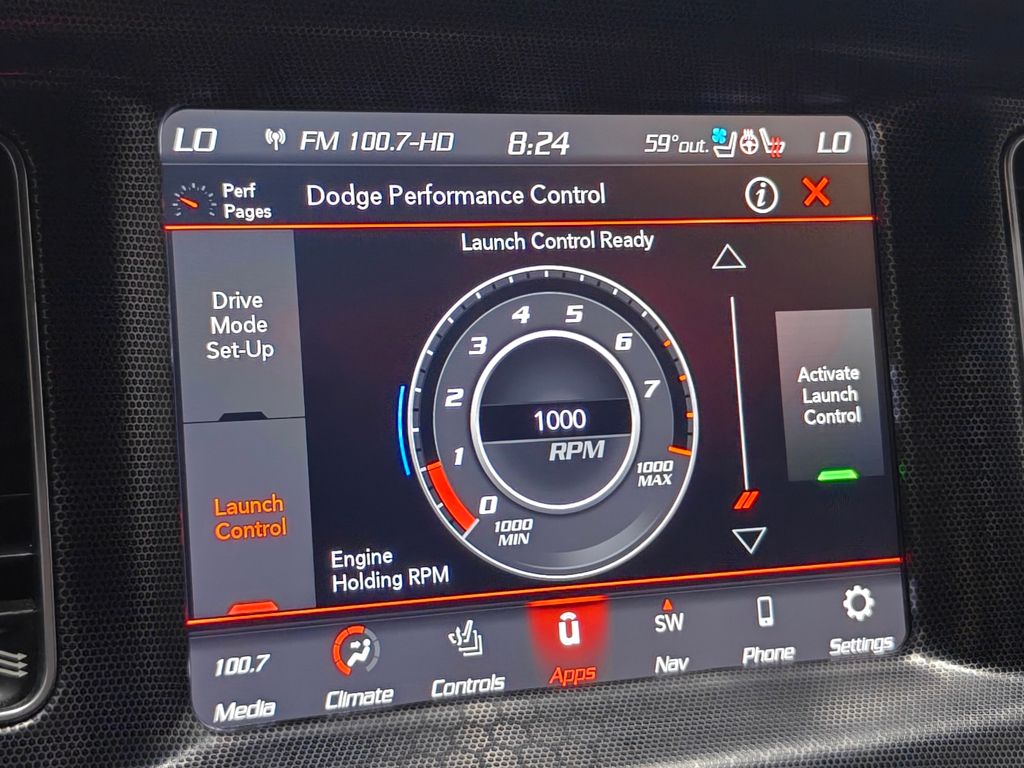 LO FM 100.7-HD 8:24 59°out. LO
Perf
Pages
Dodge Performance Control
i
Launch Control Ready
Drive
Mode
Set-Up
Launch
Control
0
1
2
3
4
5
6
7
1000
RPM
1000
MIN
1000
MAX
Engine
Holding RPM
Activate
Launch
Control
100.7
Media
Climate
Controls
Apps
SW
Nav
Phone
Settings